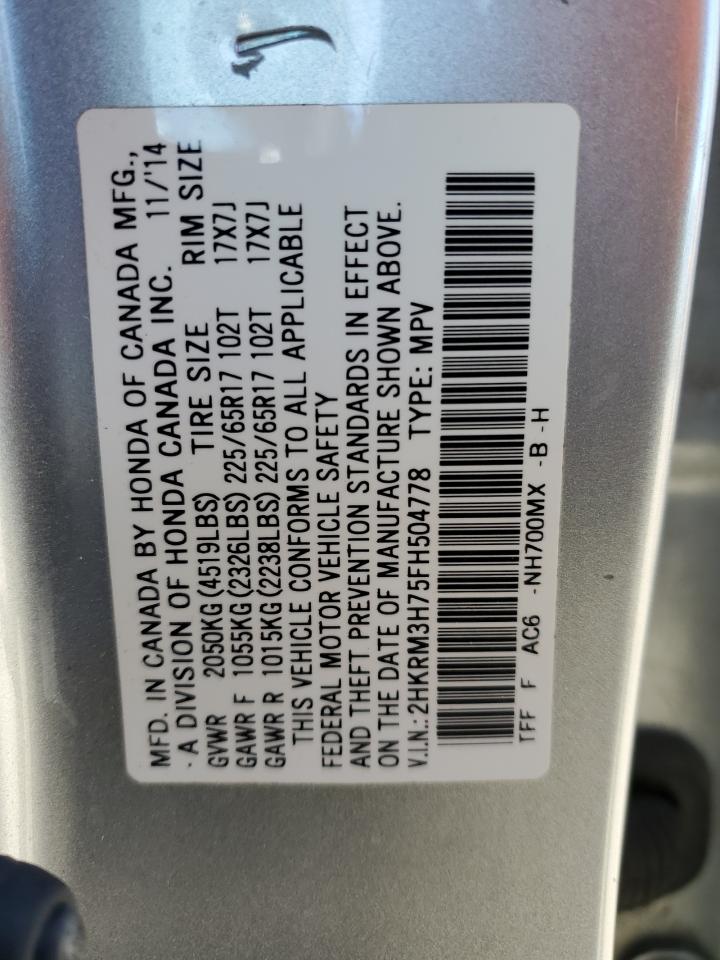 MFD. IN CANADA BY HONDA OF CANADA MFG.,
- A DIVISION OF HONDA CANADA INC. 11/'14
GVWR 2050KG(4519LBS) TIRE SIZE RIM SIZE
GAWR F 1055KG(2326LBS) 225/65R17 102T 17X7J
GAWR R 1015KG(2238LBS) 225/65R17 102T 17X7J
THIS VEHICLE CONFORMS TO ALL APPLICABLE
FEDERAL MOTOR VEHICLE SAFETY
AND THEFT PREVENTION STANDARDS IN EFFECT
ON THE DATE OF MANUFACTURE SHOWN ABOVE.
V.I.N.: 2HKRM3H75FH504778 TYPE: MPV
TFF F AC6 -NH700MX -B -H